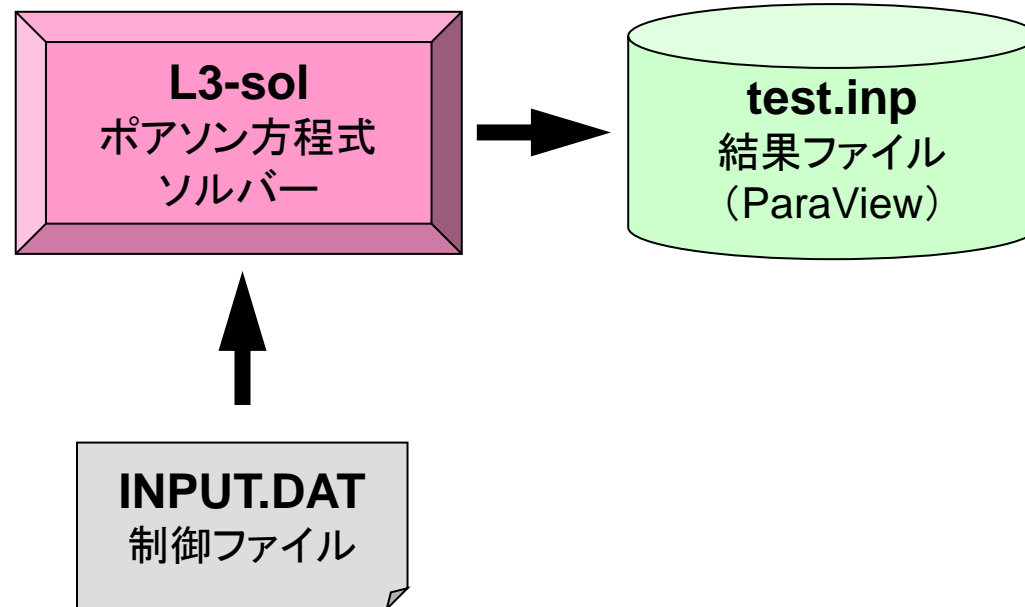 L3-sol
ポアソン方程式
ソルバー
test.inp
結果ファイル
（ParaView）
INPUT.DAT
制御ファイル